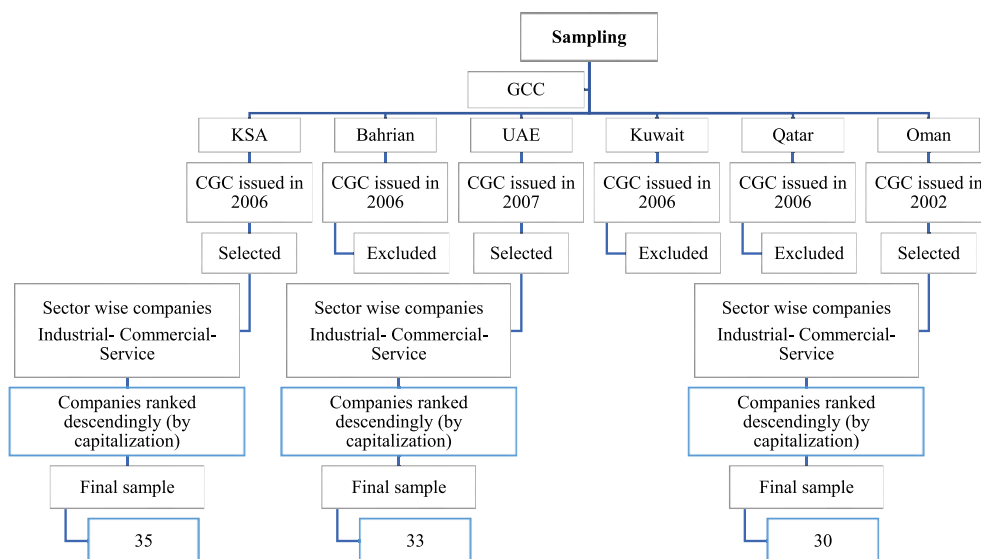 Sampling
GCC
KSA
Bahrian
UAE
Kuwait
Qatar
Oman
CGC issued in
2006
CGC issued in
2006
CGC issued in
2007
CGC issued in
2006
CGC issued in
2006
CGC issued in
2002
Selected
Excluded
Selected
Excluded
Excluded
Selected
Sector wise companies
Industrial- Commercial-
Service
Sector wise companies
Industrial- Commercial-
Service
Sector wise companies
Industrial- Commercial-
Service
Companies ranked
descendingly (by
capitalization)
Companies ranked
descendingly (by
capitalization)
Companies ranked
descendingly (by
capitalization)
Final sample
Final sample
Final sample
35
33
30